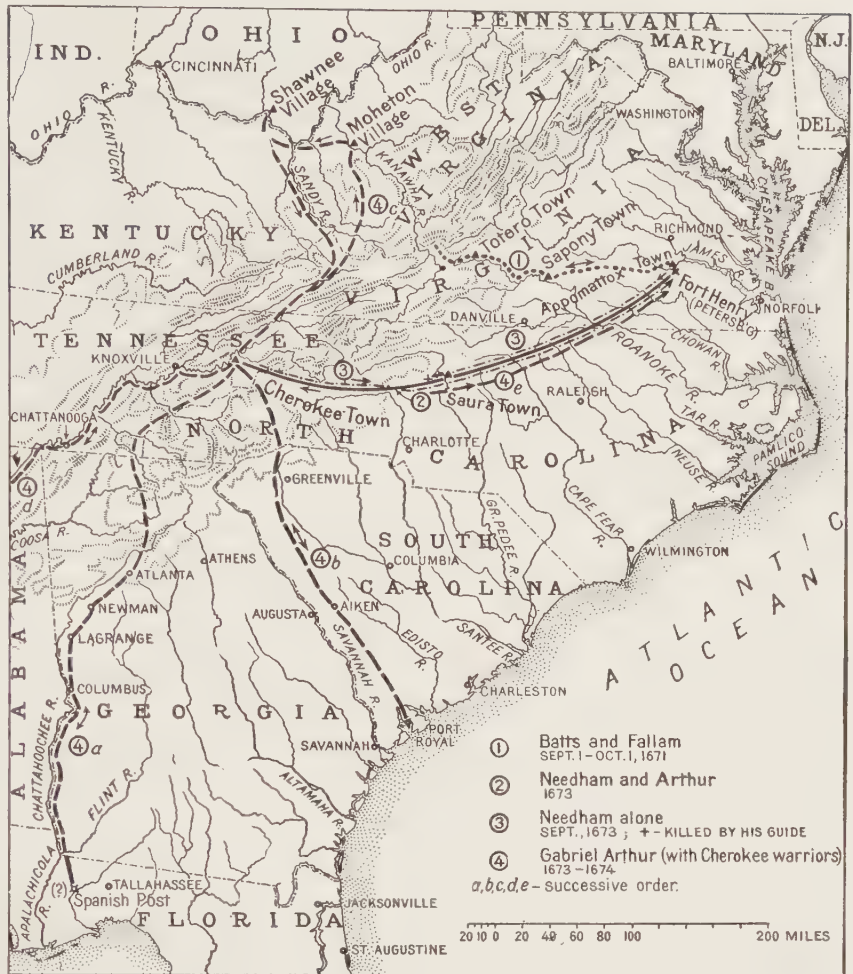 PENNSYLVANIA
OHIO
IND.
MARYLAND
N.J.
BALTIMORE
CINCINNATI
OHIO R.
Shawnee
Village
Moheton
Village
WASHINGTON
DEL.
OHIO R.
KENTUCKY R.
WEST
VIRGINIA
KANAWHA R.
SANDY R.
4 c
CHESAPEAKE B.
KENTUCKY
Totero Town
Sapony Town
1
RICHMOND
JAMES R.
CUMBERLAND R.
VIRGINIA
Appomattox Town
Fort Henry
(PETERSB'G)
NORFOLK
DANVILLE
TENNESSEE
KNOXVILLE
3
3
ROANOKE R.
CHOWAN R.
2
4 e
Cherokee Town
Saura Town
RALEIGH
TAR R.
CHATTANOOGA
NORTH
CAROLINA
CHARLOTTE
NEUSE R.
PAMLICO
SOUND
4
d
GREENVILLE
GR. PEDEE R.
CAPE FEAR
R.
COOSA R.
SOUTH
CAROLINA
COLUMBIA
WILMINGTON
ATHENS
4 b
ATLANTA
NEWMAN
AUGUSTA
AIKEN
EDISTO
R.
SANTEE R.
ATLANTIC
OCEAN
LAGRANGE
SAVANNAH R.
COLUMBUS
CHARLESTON
ALABAMA
GEORGIA
CHATTAHOOCHEE R.
4 a
PORT
ROYAL
SAVANNAH
FLINT R.
ALTAMAHA R.
APALACHICOLA
R.
(?)
TALLAHASSEE
Spanish Post
FLORIDA
JACKSONVILLE
ST. AUGUSTINE
1 Batts and Fallam
SEPT. 1-OCT. 1, 1671
2 Needham and Arthur
1673
3 Needham alone
SEPT., 1673 ; + - KILLED BY HIS GUIDE
4 Gabriel Arthur (with Cherokee warriors)
1673-1674
a,b,c,d,e - successive order.
20 10 0 20 40 60 80 100 200 MILES